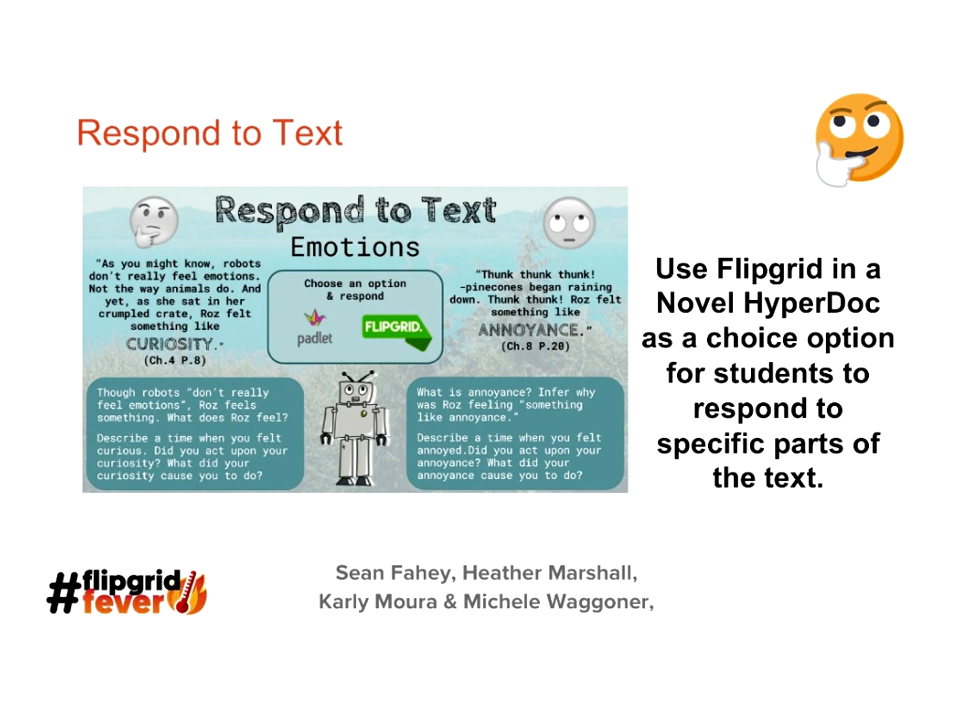 Respond to Text
Respond to Text
Emotions
"As you might know, robots
don't really feel emotions.
Not the way animals do. And
yet, as she sat in her
crumpled crate, Roz felt
something like
CURIOSITY."
(Ch.4 P.8)
Choose an option
& respond
padlet
FLIPGRID.
"Thunk thunk thunk!
-pinecones began raining
down. Thunk thunk! Roz felt
something like
ANNOYANCE."
(Ch.8 P.20)
Though robots "don't really
feel emotions", Roz feels
something. What does Roz feel?
Describe a time when you felt
curious. Did you act upon your
curiosity? What did your
curiosity cause you to do?
What is annoyance? Infer why
was Roz feeling "something
like annoyance."
Describe a time when you felt
annoyed.Did you act upon your
annoyance? What did your
annoyance cause you to do?
Use Flipgrid in a
Novel HyperDoc
as a choice option
for students to
respond to
specific parts of
the text.
#flipgrid
fever
Sean Fahey, Heather Marshall,
Karly Moura & Michele Waggoner,